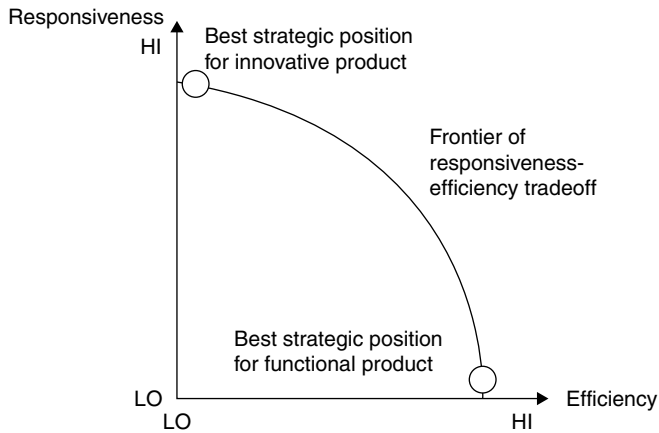 Responsiveness
HI
Best strategic position
for innovative product
Frontier of
responsiveness-
efficiency tradeoff
Best strategic position
for functional product
LO
Efficiency
LO
HI